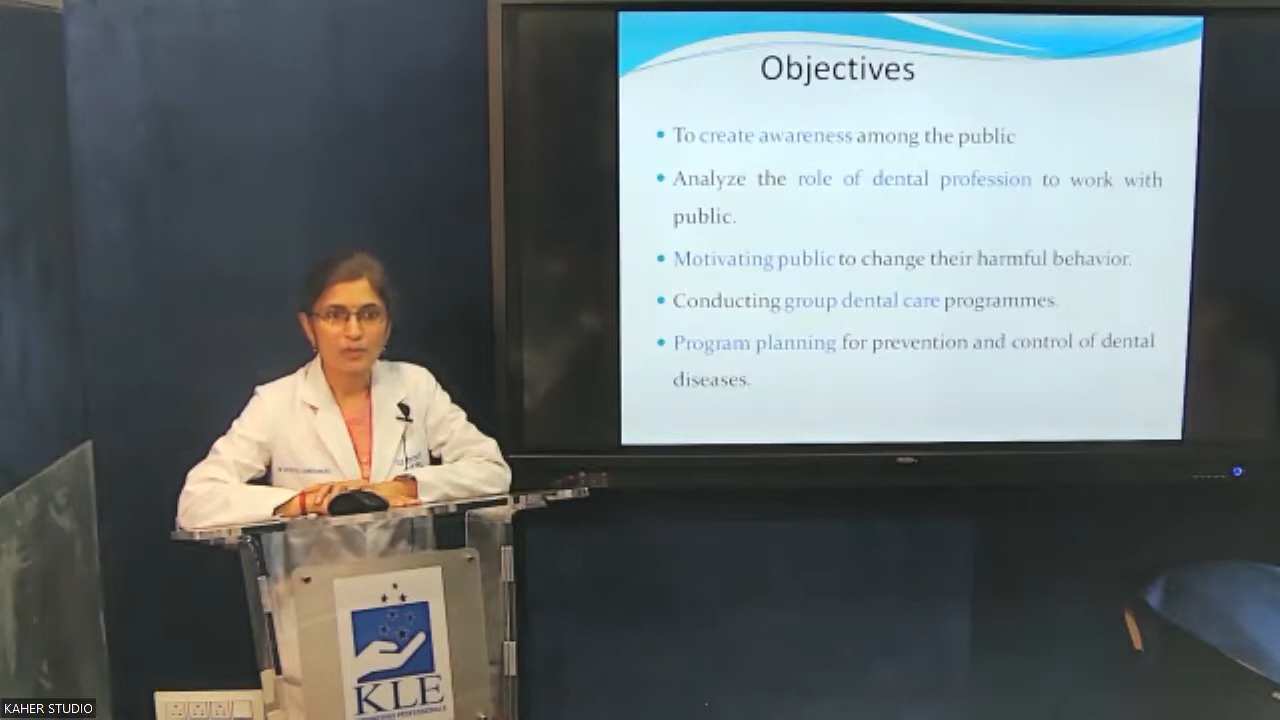 Objectives
To create awareness among the public
Analyze the role of dental profession to work with
public.
Motivating public to change their harmful behavior.
Conducting group dental care programmes.
Program planning for prevention and control of dental
diseases.
KLE
KAHER STUDIO